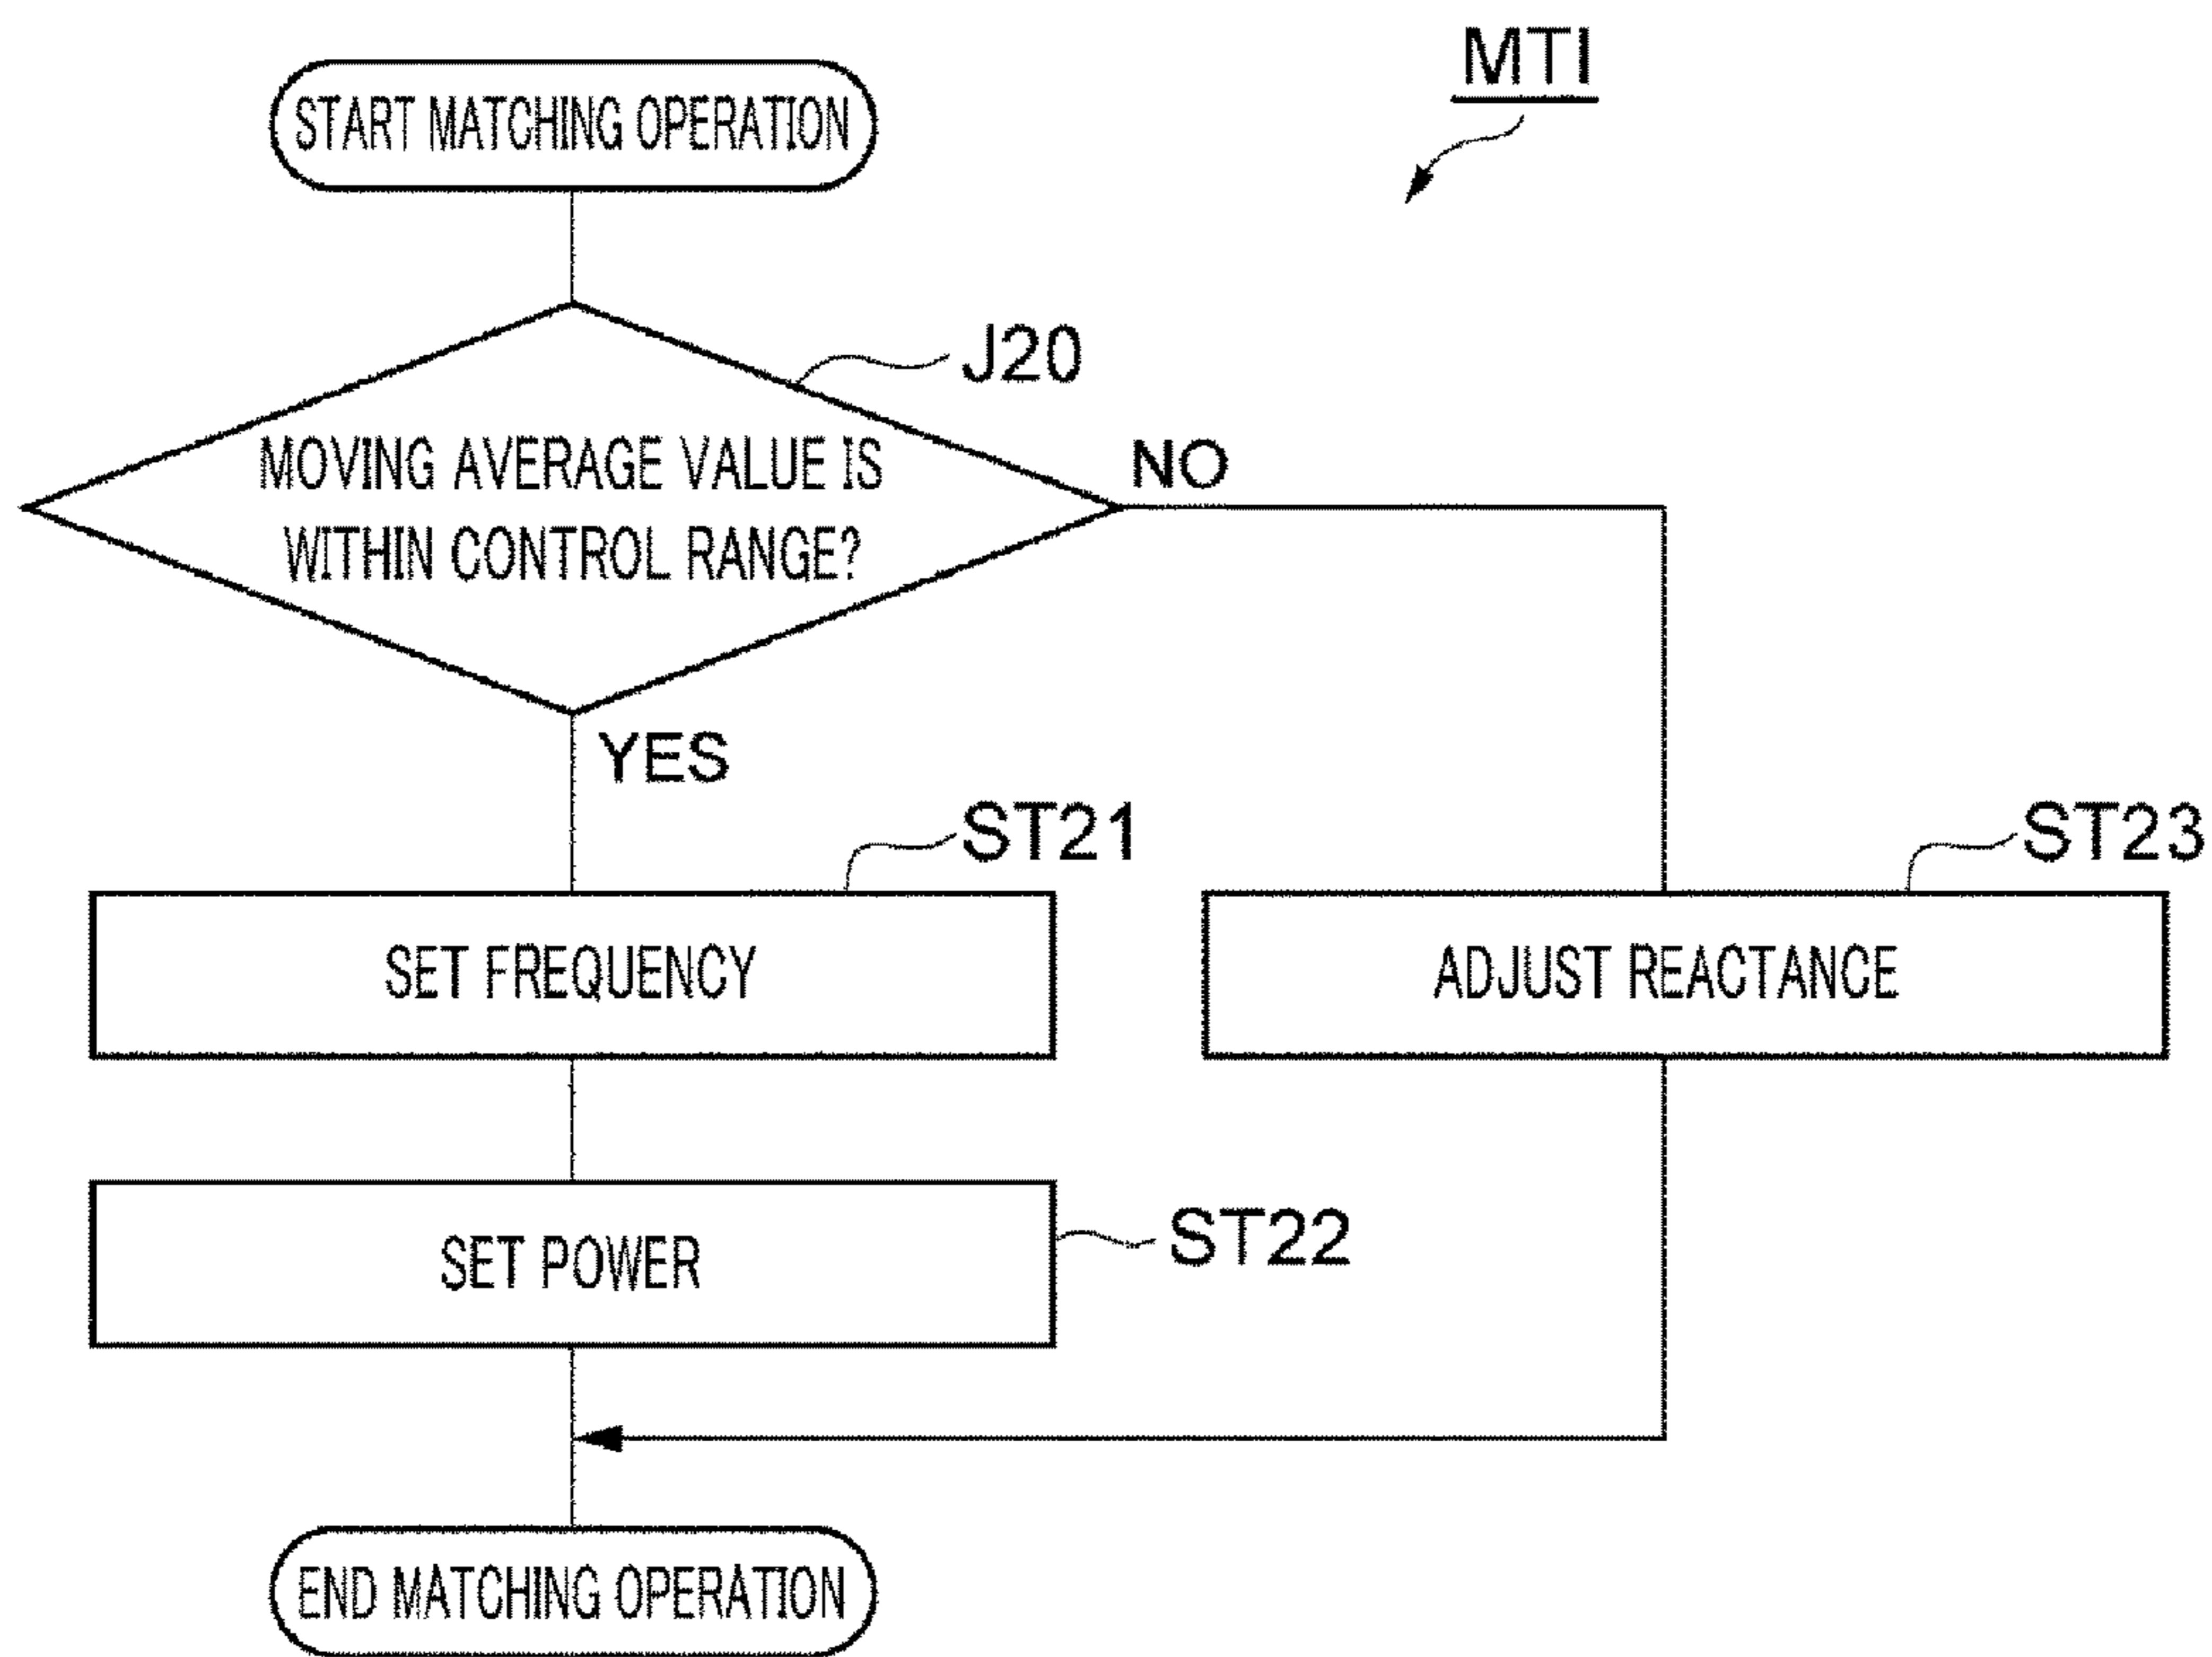 MTI
START MATCHING OPERATION
J20
MOVING AVERAGE VALUE IS
WITHIN CONTROL RANGE?
NO
YES
ST21
ST23
SET FREQUENCY
ADJUST REACTANCE
SET POWER
ST22
END MATCHING OPERATION